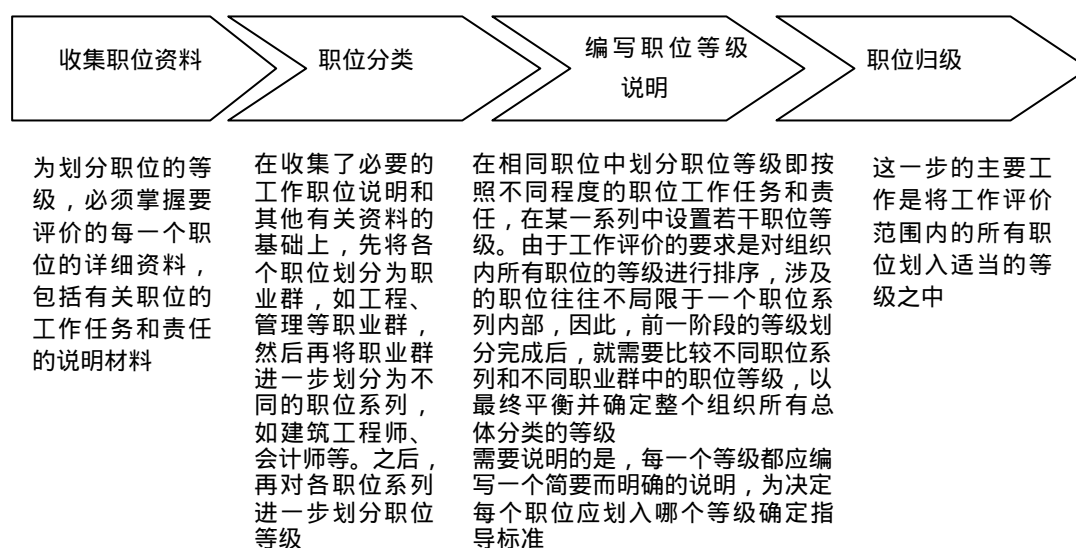 收集职位资料
职位分类
编写职位等级
说明
职位归级
为划分职位的等
级，必须掌握要
评价的每一个职
位的详细资料，
包括有关职位的
工作任务和责任
的说明材料
在收集了必要的
工作职位说明和
其他有关资料的
基础上，先将各
个职位划分为职
业群，如工程、
管理等职业群，
然后再将职业群
进一步划分为不
同的职位系列，
如建筑工程师、
会计师等。之后，
再对各职位系列
进一步划分职位
等级
在相同职位中划分职位等级即按
照不同程度的职位工作任务和责
任，在某一系列中设置若干职位等
级。由于工作评价的要求是对组织
内所有职位的等级进行排序，涉及
的职位往往不局限于一个职位系
列内部，因此，前一阶段的等级划
分完成后，就需要比较不同职位系
列和不同职业群中的职位等级，以
最终平衡并确定整个组织所有总
体分类的等级
需要说明的是，每一个等级都应编
写一个简要而明确的说明，为决定
每个职位应划入哪个等级确定指
导标准
这一步的主要工
作是将工作评价
范围内的所有职
位划入适当的等
级之中